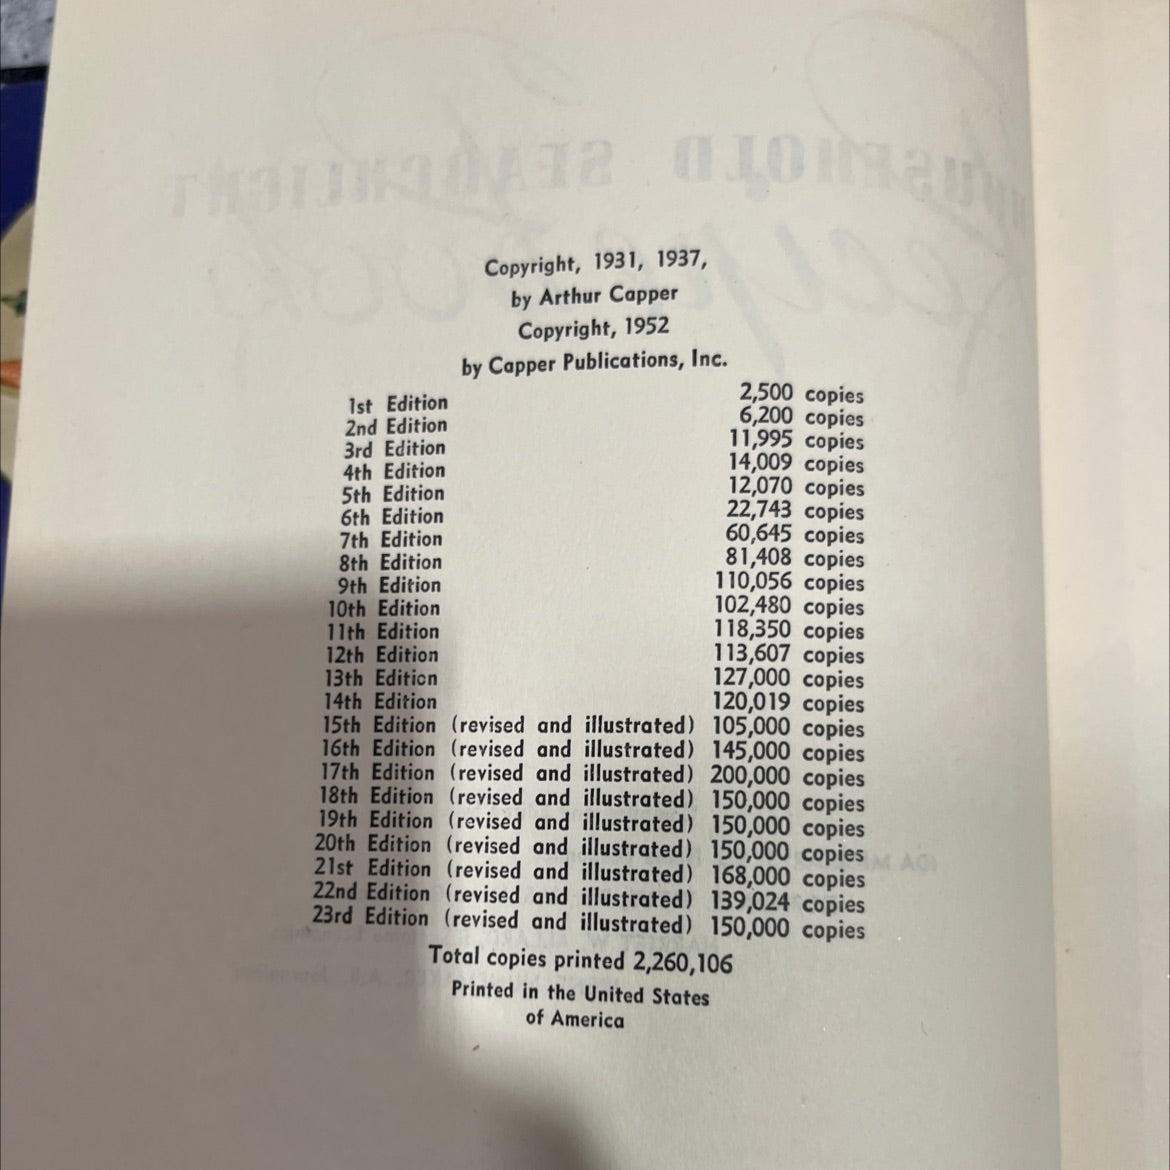 Copyright, 1931, 1937,
by Arthur Capper
Copyright, 1952
by Capper Publications, Inc.
1st Edition 2,500 copies
2nd Edition 6,200 copies
3rd Edition 11,995 copies
4th Edition 14,009 copies
5th Edition 12,070 copies
6th Edition 22,743 copies
7th Edition 60,645 copies
8th Edition 81,408 copies
9th Edition 110,056 copies
10th Edition 102,480 copies
11th Edition 118,350 copies
12th Edition 113,607 copies
13th Edition 127,000 copies
14th Edition 120,019 copies
15th Edition (revised and illustrated) 105,000 copies
16th Edition (revised and illustrated) 145,000 copies
17th Edition (revised and illustrated) 200,000 copies
18th Edition (revised and illustrated) 150,000 copies
19th Edition (revised and illustrated) 150,000 copies
20th Edition (revised and illustrated) 150,000 copies
21st Edition (revised and illustrated) 168,000 copies
22nd Edition (revised and illustrated) 139,024 copies
23rd Edition (revised and illustrated) 150,000 copies
Total copies printed 2,260,106
Printed in the United States
of America